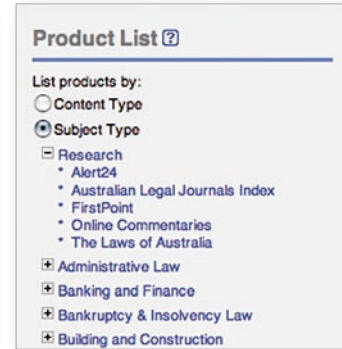 Product List ?
List products by:
Content Type
Subject Type
Research
* Alert24
* Australian Legal Journals Index
* FirstPoint
* Online Commentaries
* The Laws of Australia
Administrative Law
Banking and Finance
Bankruptcy & Insolvency Law
Building and Construction